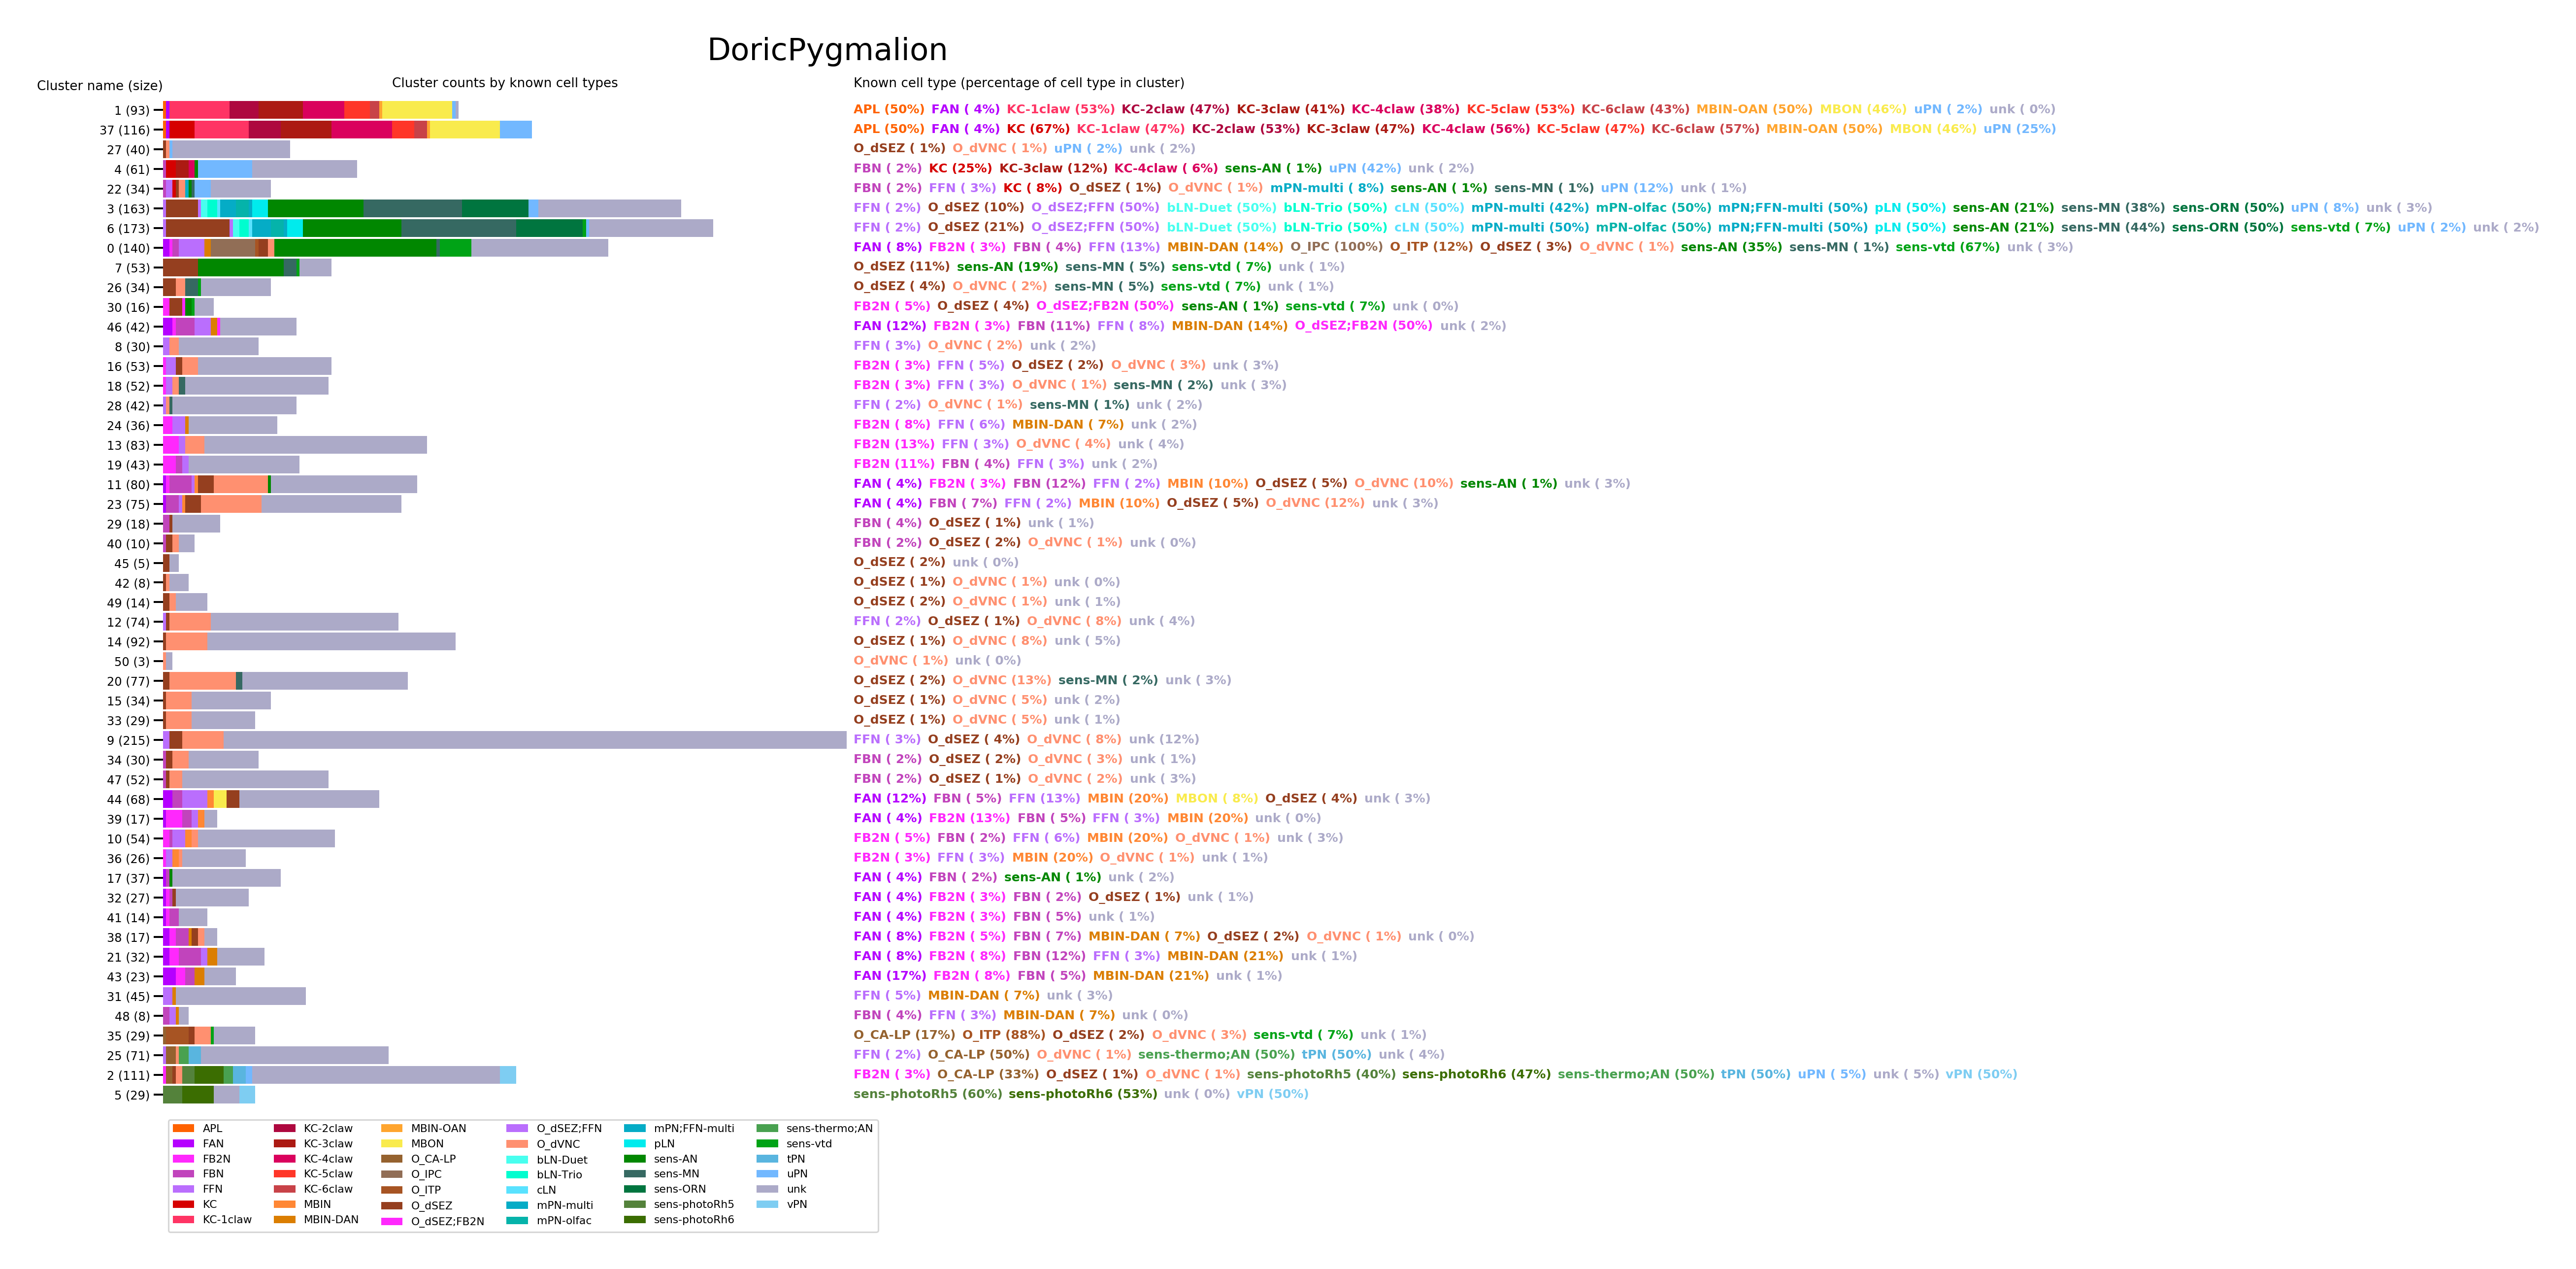 DoricPygmalion
Cluster name (size) Cluster counts by known cell types Known cell type (percentage of cell type in cluster)
1 (93) APL (50%) FAN ( 4%) KC-1claw (53%) KC-2claw (47%) KC-3claw (41%) KC-4claw (38%) KC-5claw (53%) KC-6claw (43%) MBIN-OAN (50%) MBON (46%) uPN ( 2%) unk ( 0%)
37 (116) APL (50%) FAN ( 4%) KC (67%) KC-1claw (47%) KC-2claw (53%) KC-3claw (47%) KC-4claw (56%) KC-5claw (47%) KC-6claw (57%) MBIN-OAN (50%) MBON (46%) uPN (25%)
27 (40) O_dSEZ ( 1%) O_dVNC ( 1%) uPN ( 2%) unk ( 2%)
4 (61) FBN ( 2%) KC (25%) KC-3claw (12%) KC-4claw ( 6%) sens-AN ( 1%) uPN (42%) unk ( 2%)
22 (34) FBN ( 2%) FFN ( 3%) KC ( 8%) O_dSEZ ( 1%) O_dVNC ( 1%) mPN-multi ( 8%) sens-AN ( 1%) sens-MN ( 1%) uPN (12%) unk ( 1%)
3 (163) FFN ( 2%) O_dSEZ (10%) O_dSEZ;FFN (50%) bLN-Duet (50%) bLN-Trio (50%) cLN (50%) mPN-multi (42%) mPN-olfac (50%) mPN;FFN-multi (50%) pLN (50%) sens-AN (21%) sens-MN (38%) sens-ORN (50%) uPN ( 8%) unk ( 3%)
6 (173) FFN ( 2%) O_dSEZ (21%) O_dSEZ;FFN (50%) bLN-Duet (50%) bLN-Trio (50%) cLN (50%) mPN-multi (50%) mPN-olfac (50%) mPN;FFN-multi (50%) pLN (50%) sens-AN (21%) sens-MN (44%) sens-ORN (50%) sens-vtd ( 7%) uPN ( 2%) unk ( 2%)
0 (140) FAN ( 8%) FB2N ( 3%) FBN ( 4%) FFN (13%) MBIN-DAN (14%) O_IPC (100%) O_ITP (12%) O_dSEZ ( 3%) O_dVNC ( 1%) sens-AN (35%) sens-MN ( 1%) sens-vtd (67%) unk ( 3%)
7 (53) O_dSEZ (11%) sens-AN (19%) sens-MN ( 5%) sens-vtd ( 7%) unk ( 1%)
26 (34) O_dSEZ ( 4%) O_dVNC ( 2%) sens-MN ( 5%) sens-vtd ( 7%) unk ( 1%)
30 (16) FB2N ( 5%) O_dSEZ ( 4%) O_dSEZ;FB2N (50%) sens-AN ( 1%) sens-vtd ( 7%) unk ( 0%)
46 (42) FAN (12%) FB2N ( 3%) FBN (11%) FFN ( 8%) MBIN-DAN (14%) O_dSEZ;FB2N (50%) unk ( 2%)
8 (30) FFN ( 3%) O_dVNC ( 2%) unk ( 2%)
16 (53) FB2N ( 3%) FFN ( 5%) O_dSEZ ( 2%) O_dVNC ( 3%) unk ( 3%)
18 (52) FB2N ( 3%) FFN ( 3%) O_dVNC ( 1%) sens-MN ( 2%) unk ( 3%)
28 (42) FFN ( 2%) O_dVNC ( 1%) sens-MN ( 1%) unk ( 2%)
24 (36) FB2N ( 8%) FFN ( 6%) MBIN-DAN ( 7%) unk ( 2%)
13 (83) FB2N (13%) FFN ( 3%) O_dVNC ( 4%) unk ( 4%)
19 (43) FB2N (11%) FBN ( 4%) FFN ( 3%) unk ( 2%)
11 (80) FAN ( 4%) FB2N ( 3%) FBN (12%) FFN ( 2%) MBIN (10%) O_dSEZ ( 5%) O_dVNC (10%) sens-AN ( 1%) unk ( 3%)
23 (75) FAN ( 4%) FBN ( 7%) FFN ( 2%) MBIN (10%) O_dSEZ ( 5%) O_dVNC (12%) unk ( 3%)
29 (18) FBN ( 4%) O_dSEZ ( 1%) unk ( 1%)
40 (10) FBN ( 2%) O_dSEZ ( 2%) O_dVNC ( 1%) unk ( 0%)
45 (5) O_dSEZ ( 2%) unk ( 0%)
42 (8) O_dSEZ ( 1%) O_dVNC ( 1%) unk ( 0%)
49 (14) O_dSEZ ( 2%) O_dVNC ( 1%) unk ( 1%)
12 (74) FFN ( 2%) O_dSEZ ( 1%) O_dVNC ( 8%) unk ( 4%)
14 (92) O_dSEZ ( 1%) O_dVNC ( 8%) unk ( 5%)
50 (3) O_dVNC ( 1%) unk ( 0%)
20 (77) O_dSEZ ( 2%) O_dVNC (13%) sens-MN ( 2%) unk ( 3%)
15 (34) O_dSEZ ( 1%) O_dVNC ( 5%) unk ( 2%)
33 (29) O_dSEZ ( 1%) O_dVNC ( 5%) unk ( 1%)
9 (215) FFN ( 3%) O_dSEZ ( 4%) O_dVNC ( 8%) unk (12%)
34 (30) FBN ( 2%) O_dSEZ ( 2%) O_dVNC ( 3%) unk ( 1%)
47 (52) FBN ( 2%) O_dSEZ ( 1%) O_dVNC ( 2%) unk ( 3%)
44 (68) FAN (12%) FBN ( 5%) FFN (13%) MBIN (20%) MBON ( 8%) O_dSEZ ( 4%) unk ( 3%)
39 (17) FAN ( 4%) FB2N (13%) FBN ( 5%) FFN ( 3%) MBIN (20%) unk ( 0%)
10 (54) FB2N ( 5%) FBN ( 2%) FFN ( 6%) MBIN (20%) O_dVNC ( 1%) unk ( 3%)
36 (26) FB2N ( 3%) FFN ( 3%) MBIN (20%) O_dVNC ( 1%) unk ( 1%)
17 (37) FAN ( 4%) FBN ( 2%) sens-AN ( 1%) unk ( 2%)
32 (27) FAN ( 4%) FB2N ( 3%) FBN ( 2%) O_dSEZ ( 1%) unk ( 1%)
41 (14) FAN ( 4%) FB2N ( 3%) FBN ( 5%) unk ( 1%)
38 (17) FAN ( 8%) FB2N ( 5%) FBN ( 7%) MBIN-DAN ( 7%) O_dSEZ ( 2%) O_dVNC ( 1%) unk ( 0%)
21 (32) FAN ( 8%) FB2N ( 8%) FBN (12%) FFN ( 3%) MBIN-DAN (21%) unk ( 1%)
43 (23) FAN (17%) FB2N ( 8%) FBN ( 5%) MBIN-DAN (21%) unk ( 1%)
31 (45) FFN ( 5%) MBIN-DAN ( 7%) unk ( 3%)
48 (8) FBN ( 4%) FFN ( 3%) MBIN-DAN ( 7%) unk ( 0%)
35 (29) O_CA-LP (17%) O_ITP (88%) O_dSEZ ( 2%) O_dVNC ( 3%) sens-vtd ( 7%) unk ( 1%)
25 (71) FFN ( 2%) O_CA-LP (50%) O_dVNC ( 1%) sens-thermo;AN (50%) tPN (50%) unk ( 4%)
2 (111) FB2N ( 3%) O_CA-LP (33%) O_dSEZ ( 1%) O_dVNC ( 1%) sens-photoRh5 (40%) sens-photoRh6 (47%) sens-thermo;AN (50%) tPN (50%) uPN ( 5%) unk ( 5%) vPN (50%)
5 (29) sens-photoRh5 (60%) sens-photoRh6 (53%) unk ( 0%) vPN (50%)
APL KC-2claw MBIN-OAN O_dSEZ;FFN mPN;FFN-multi sens-thermo;AN
FAN KC-3claw MBON O_dVNC pLN sens-vtd
FB2N KC-4claw O_CA-LP bLN-Duet sens-AN tPN
FBN KC-5claw O_IPC bLN-Trio sens-MN uPN
FFN KC-6claw O_ITP cLN sens-ORN unk
KC MBIN O_dSEZ mPN-multi sens-photoRh5 vPN
KC-1claw MBIN-DAN O_dSEZ;FB2N mPN-olfac sens-photoRh6